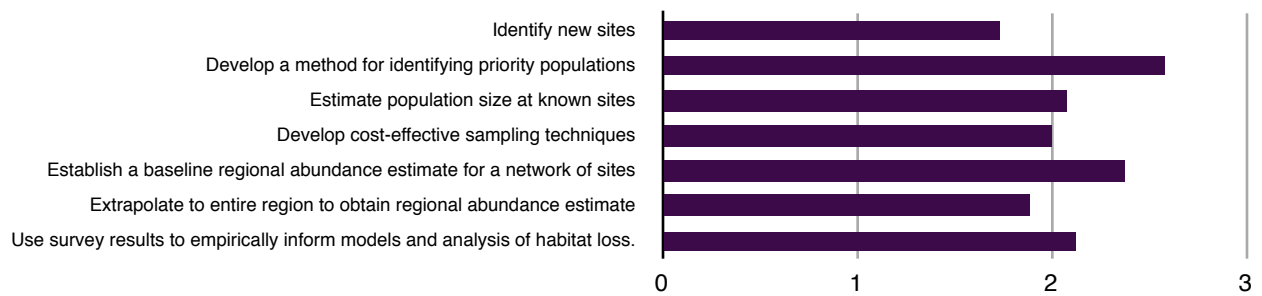 Identify new sites
Develop a method for identifying priority populations
Estimate population size at known sites
Develop cost-effective sampling techniques
Establish a baseline regional abundance estimate for a network of sites
Extrapolate to entire region to obtain regional abundance estimate
Use survey results to empirically inform models and analysis of habitat loss.
0 1 2 3